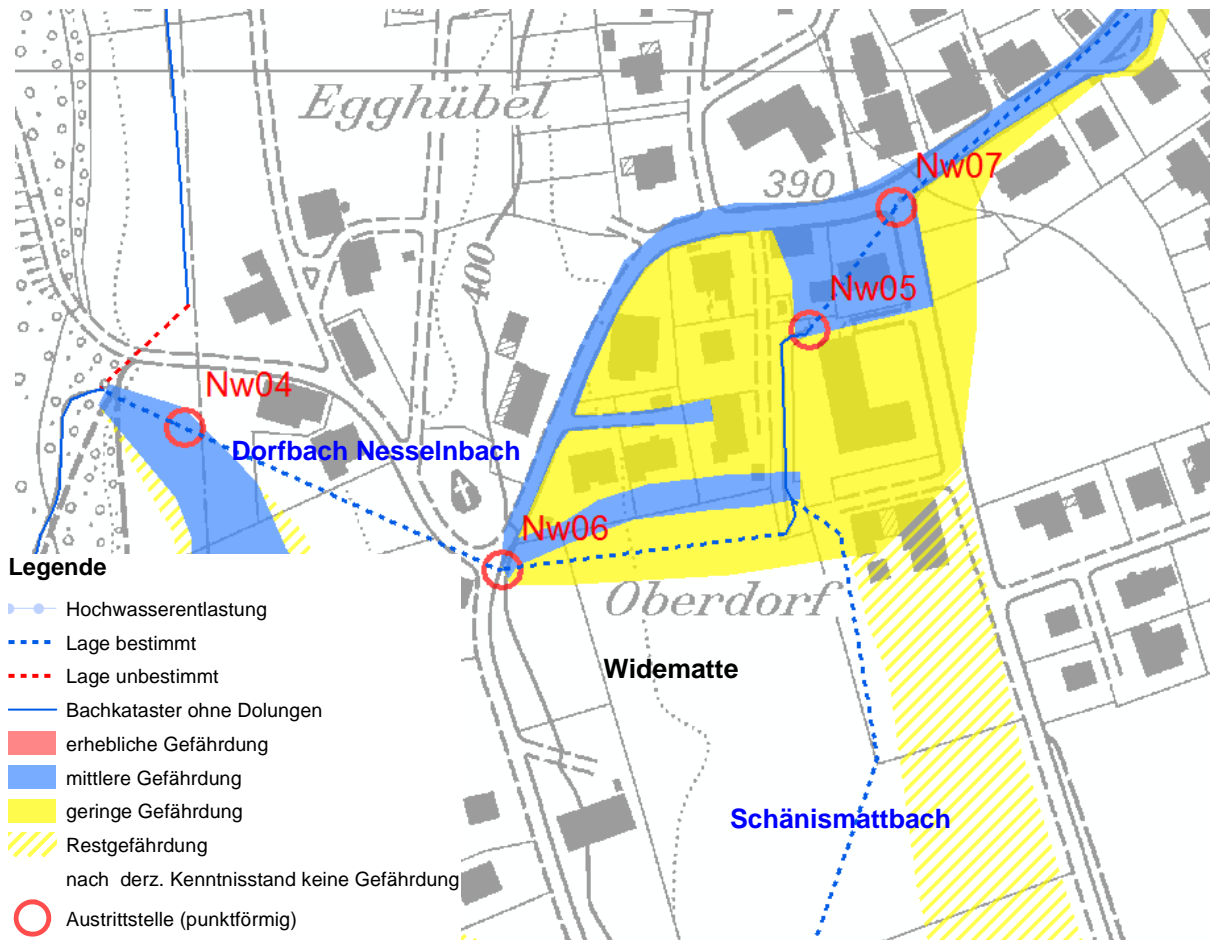 Egghübel
390
400
Nw07
Nw05
Nw04
Dorfbach Nesselnbach
Nw06
Oberdorf
Widematte
Schänismattbach
Legende
Hochwasserentlastung
Lage bestimmt
Lage unbestimmt
Bachkataster ohne Dolungen
erhebliche Gefährdung
mittlere Gefährdung
geringe Gefährdung
Restgefährdung
nach derz. Kenntnisstand keine Gefährdung
Austrittstelle (punktförmig)